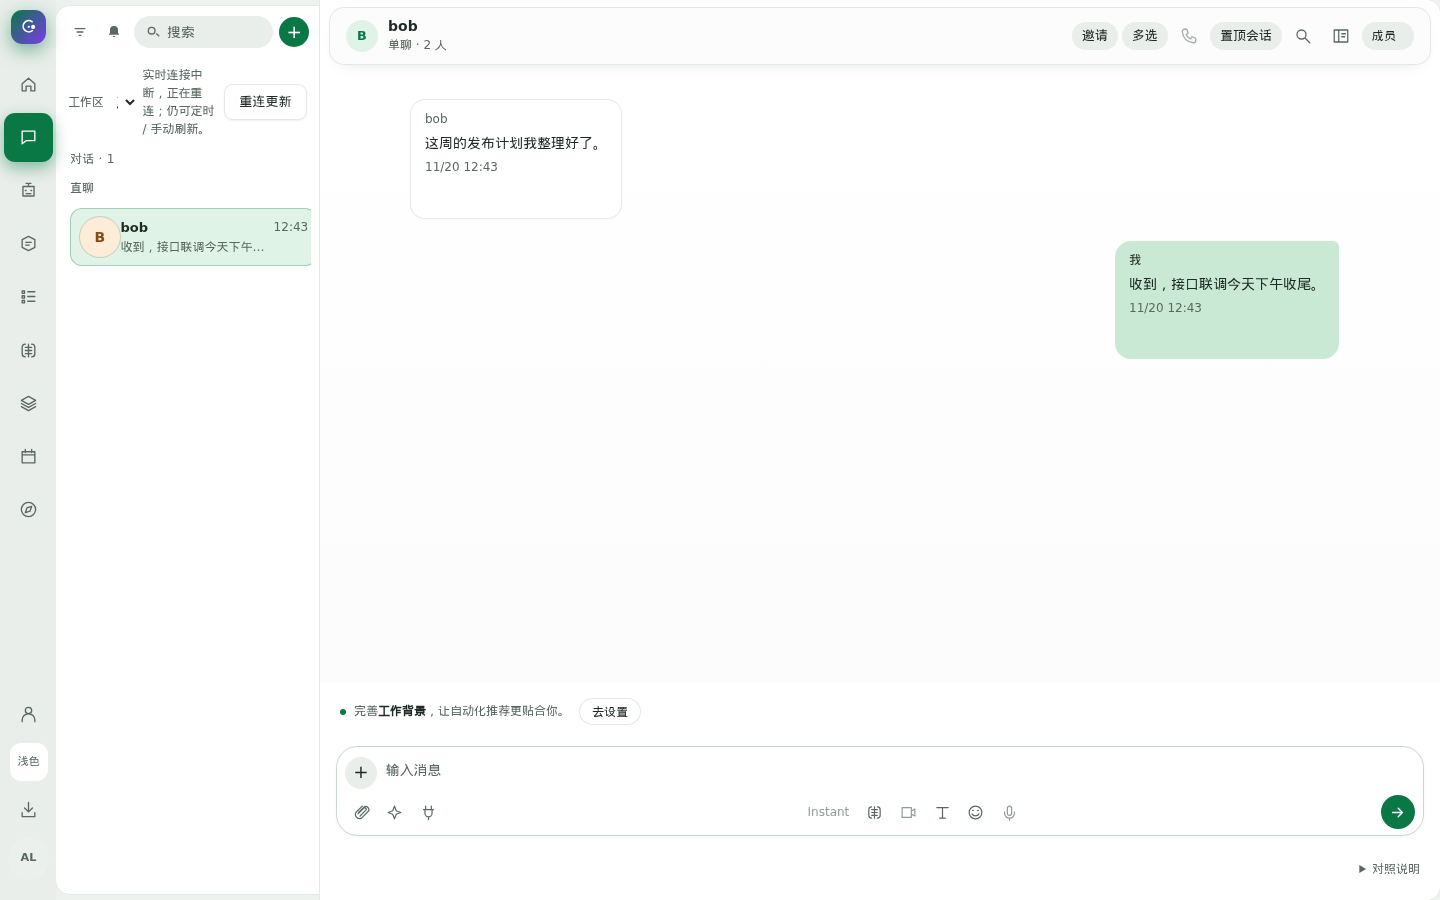 搜索
工作区
实时连接中
断，正在重
连；仍可定时
/ 手动刷新。
重连更新
对话 · 1
直聊
B
bob
12:43
收到，接口联调今天下午…
浅色
AL
B
bob
单聊 · 2 人
邀请
多选
置顶会话
成员
bob
这周的发布计划我整理好了。
11/20 12:43
我
收到，接口联调今天下午收尾。
11/20 12:43
完善工作背景，让自动化推荐更贴合你。
去设置
输入消息
Instant
▶ 对照说明